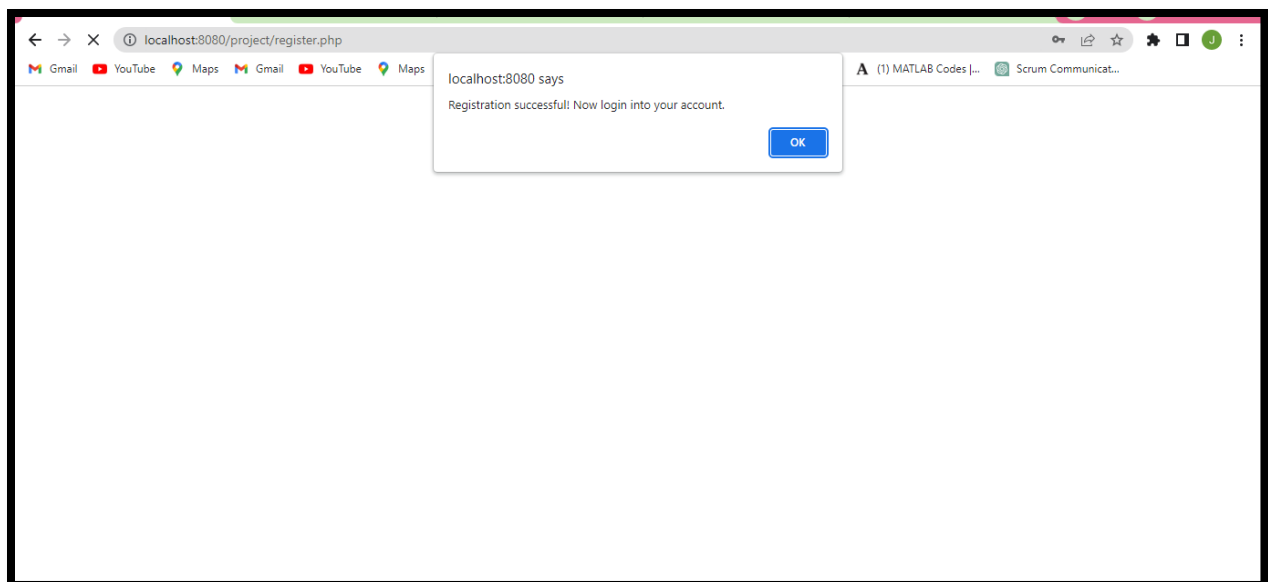 localhost:8080/project/register.php
Gmail YouTube Maps Gmail YouTube Maps A (1) MATLAB Codes |... Scrum Communicat...
localhost:8080 says
Registration successful! Now login into your account.
OK
J